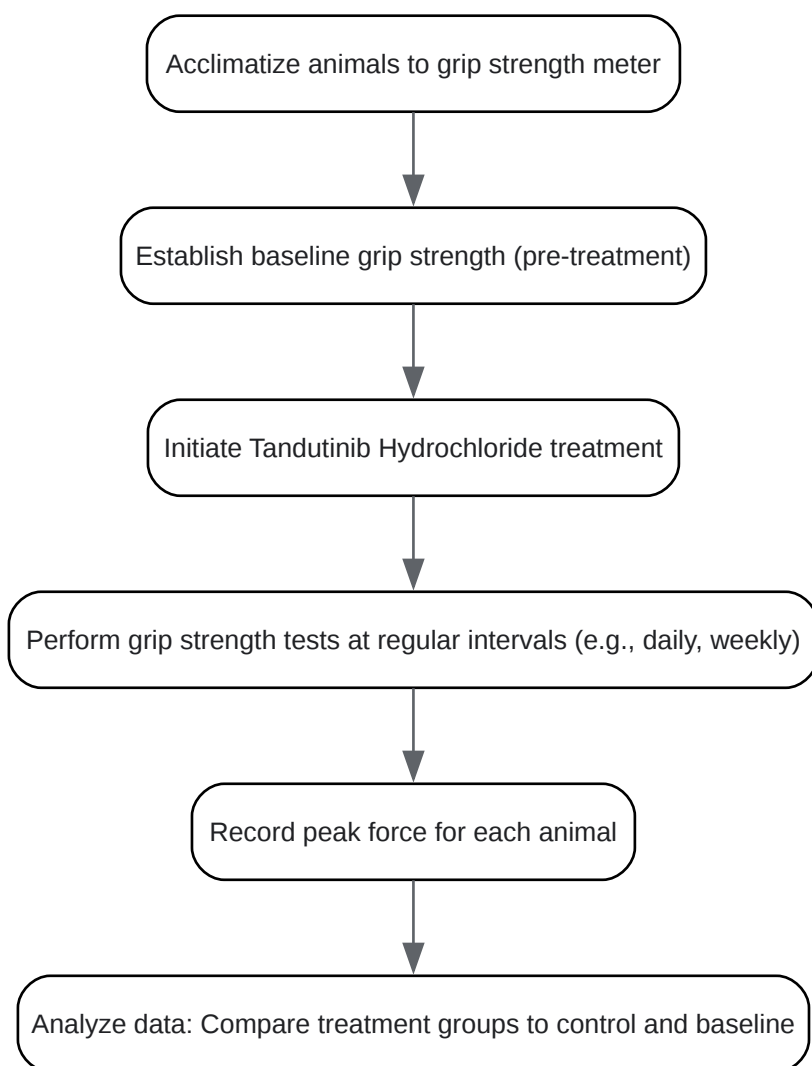 Acclimatize animals to grip strength meter
Establish baseline grip strength (pre-treatment)
Initiate Tandutinib Hydrochloride treatment
Perform grip strength tests at regular intervals (e.g., daily, weekly)
Record peak force for each animal
Analyze data: Compare treatment groups to control and baseline